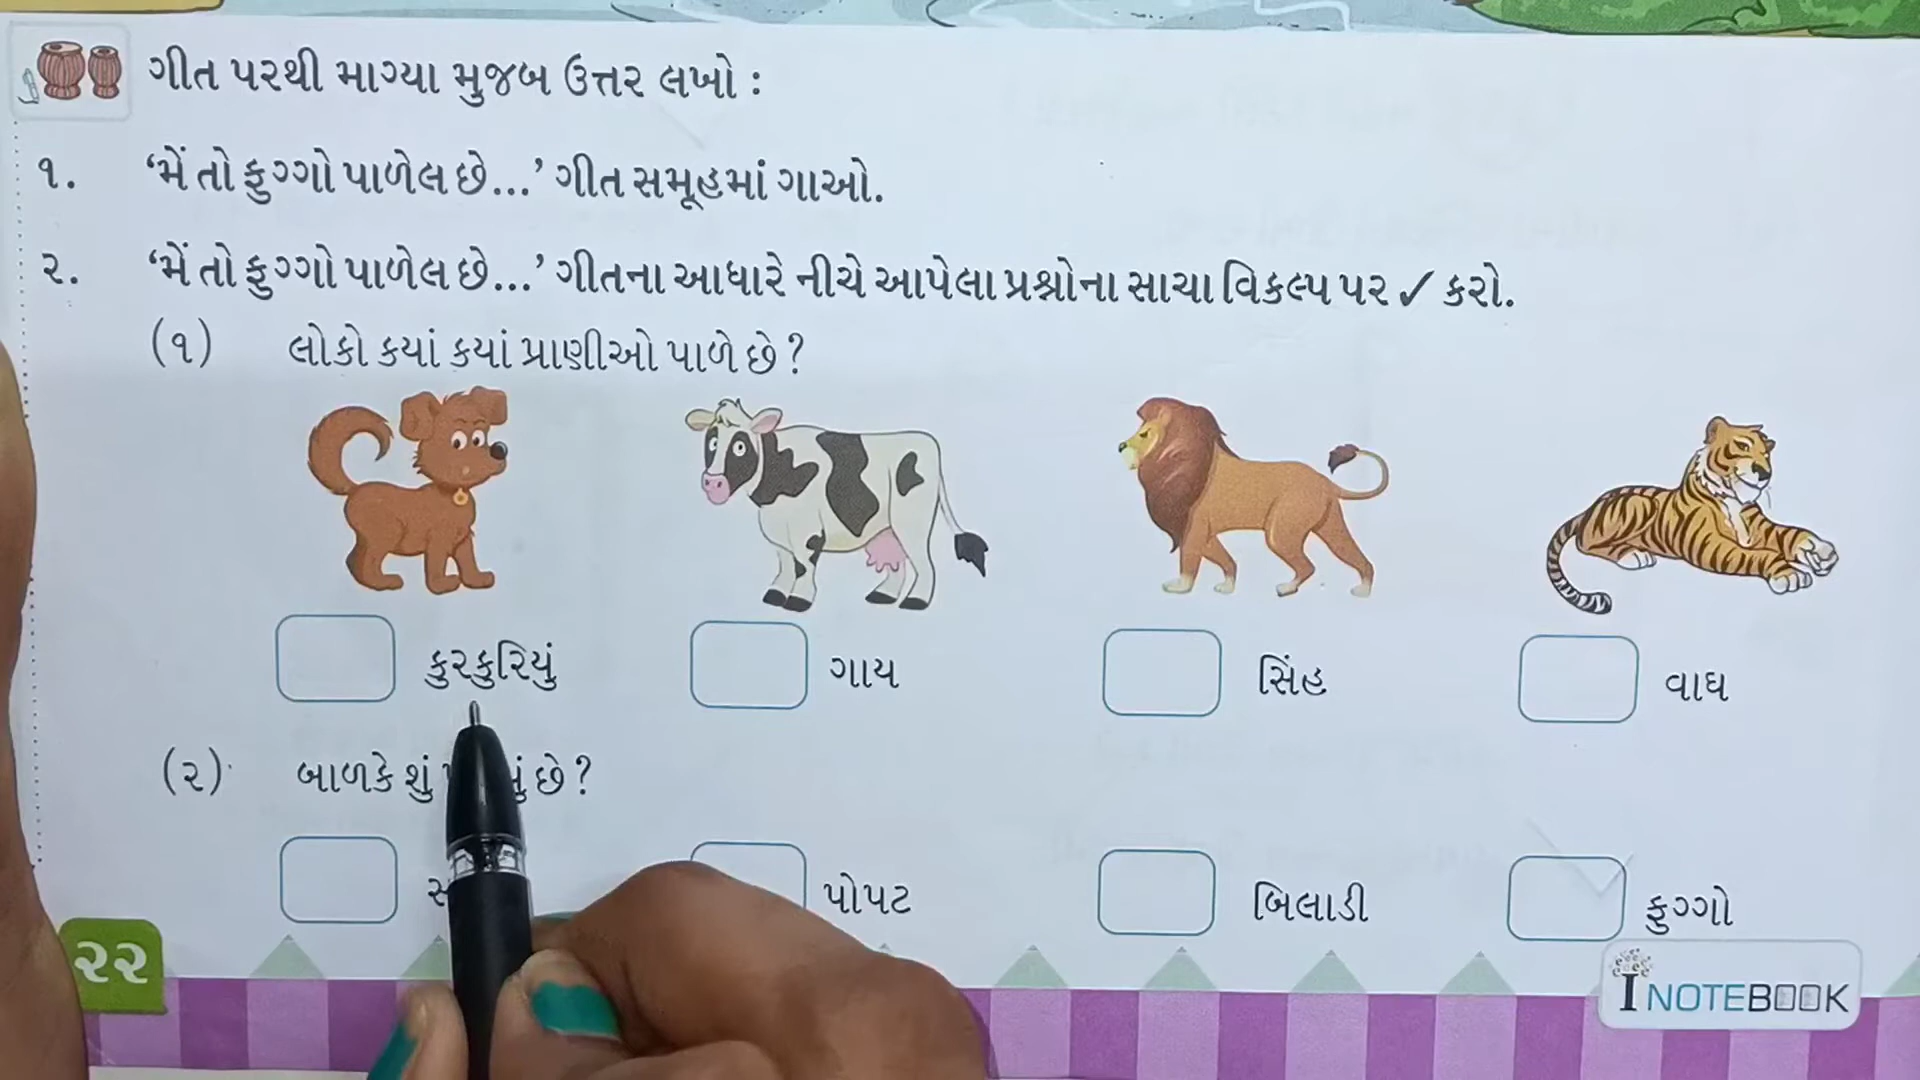 ગીત પરથી માગ્યા મુજબ ઉત્તર લખો :
૧. ‘મેં તો ફુગ્ગો પાળેલ છે...’ ગીત સમૂહમાં ગાઓ.
૨. ‘મેં તો ફુગ્ગો પાળેલ છે...’ ગીતના આધારે નીચે આપેલા પ્રશ્નોના સાચા વિકલ્પ પર ✓ કરો.
(૧) લોકો કયાં કયાં પ્રાણીઓ પાળે છે ?
કુરકુરિયું ગાય સિંહ વાઘ
(૨) બાળકે શું છે ?
પોપટ બિલાડી ફુગ્ગો
૨૨
INOTEBOOK